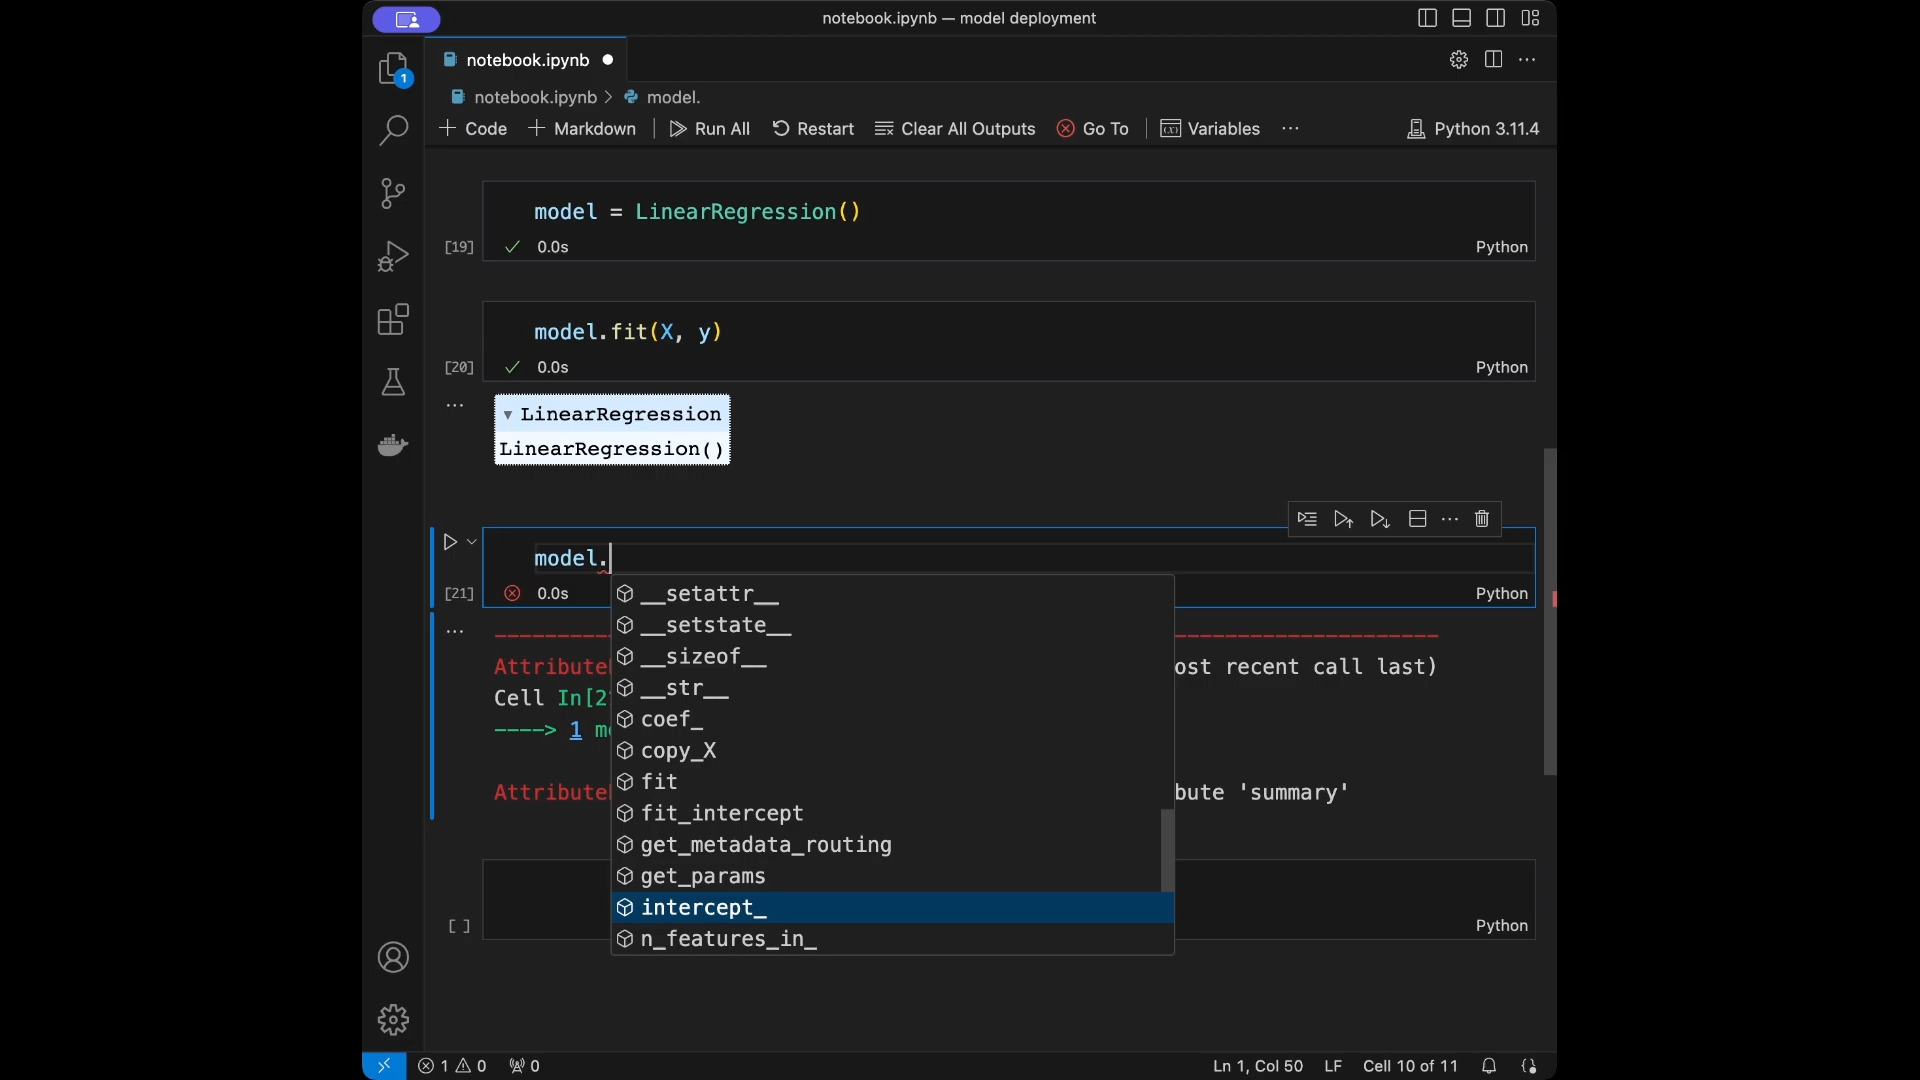 notebook.ipynb — model deployment
notebook.ipynb
1
notebook.ipynb > model.
Code Markdown Run All Restart Clear All Outputs Go To Variables ... Python 3.11.4
model = LinearRegression()
[19] 0.0s Python
model.fit(X, y)
[20] 0.0s Python
...
LinearRegression
LinearRegression()
model.
[21] 0.0s Python
__setattr__
__setstate__
__sizeof__
__str__
coef_
copy_X
fit
fit_intercept
get_metadata_routing
get_params
intercept_
n_features_in_
...
ost recent call last)
Cell In[2
----> 1
bute 'summary'
[ ] Python
1 0 0 Ln 1, Col 50 LF Cell 10 of 11